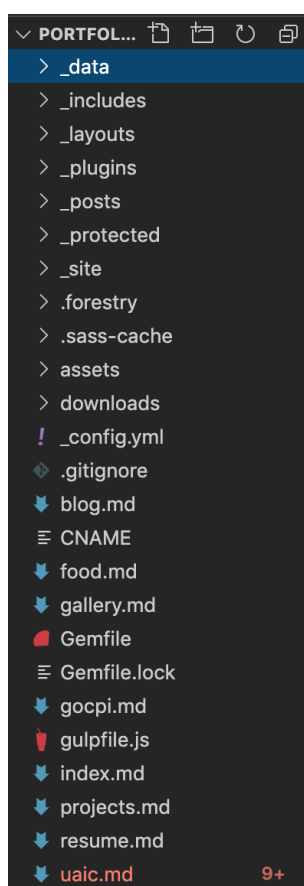 PORTFOL...
_data
_includes
_layouts
_plugins
_posts
_protected
_site
.forestry
.sass-cache
assets
downloads
! _config.yml
.gitignore
blog.md
CNAME
food.md
gallery.md
Gemfile
Gemfile.lock
gocpi.md
gulpfile.js
index.md
projects.md
resume.md
uaic.md 9+